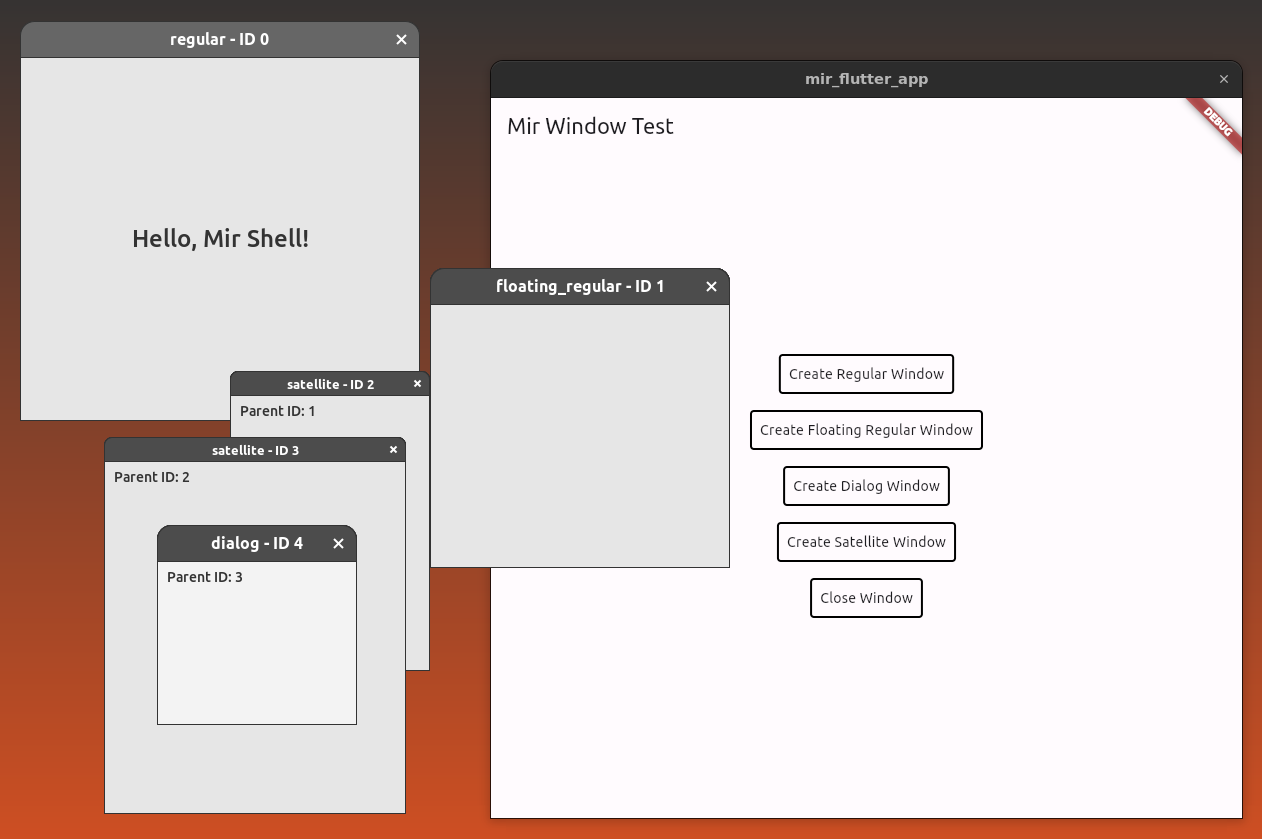 regular - ID 0
Hello, Mir Shell!
mir_flutter_app
DEBUG
Mir Window Test
floating_regular - ID 1
satellite - ID 2
Parent ID: 1
satellite - ID 3
Parent ID: 2
dialog - ID 4
Parent ID: 3
Create Regular Window
Create Floating Regular Window
Create Dialog Window
Create Satellite Window
Close Window